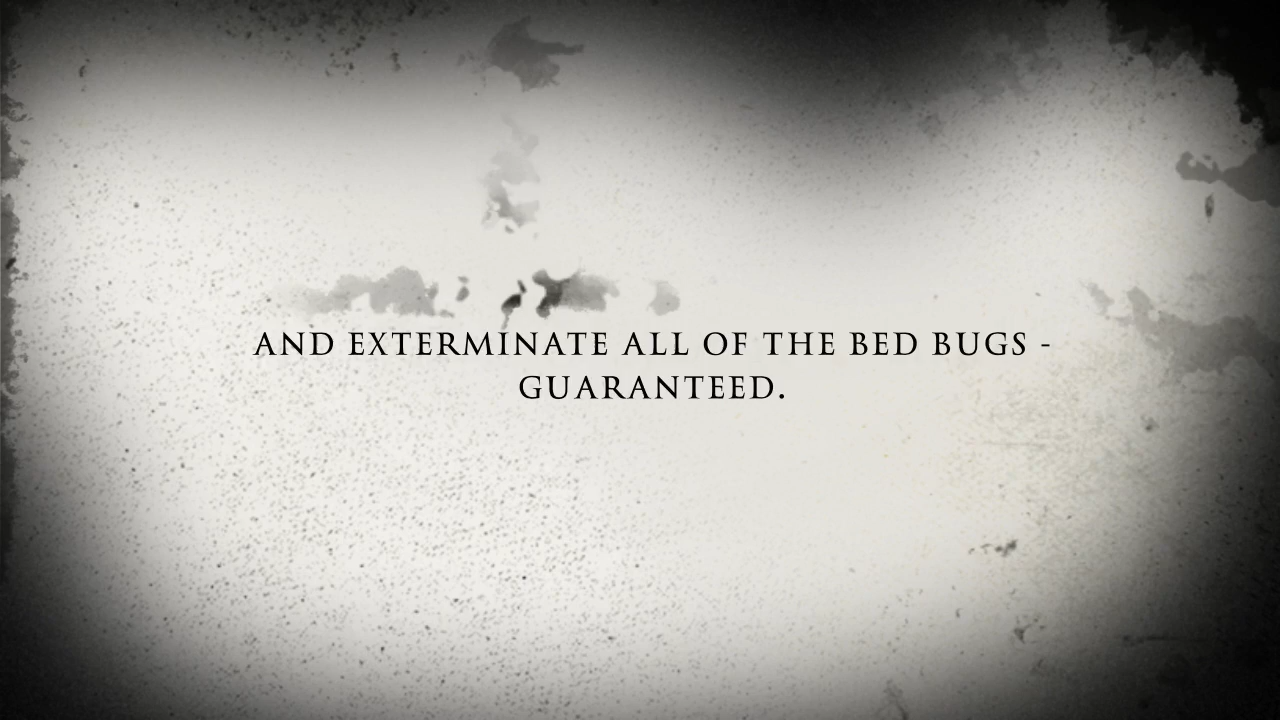 AND EXTERMINATE ALL OF THE BED BUGS -
GUARANTEED.